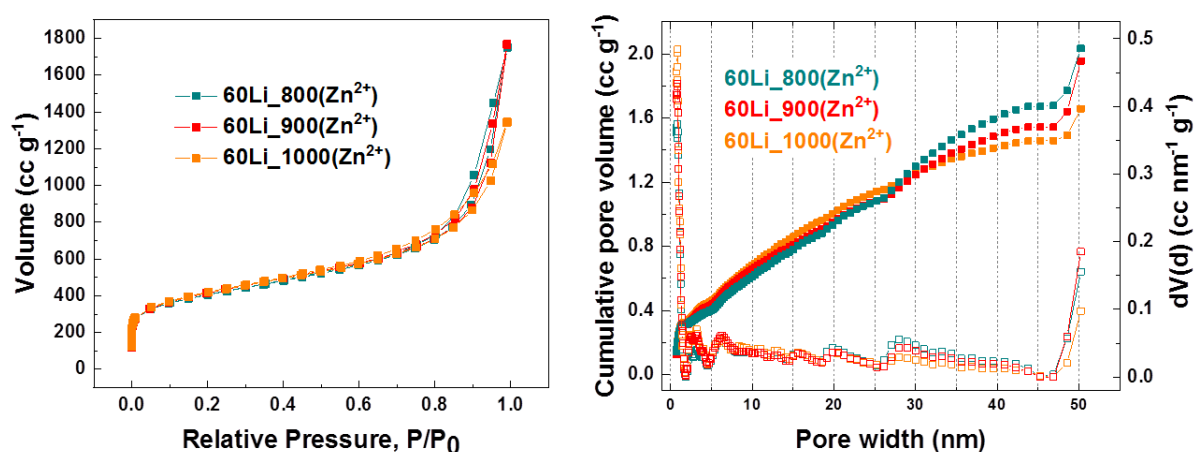 Volume (cc g⁻¹)
1800
1600
1400
1200
1000
800
600
400
200
0
60Li_800(Zn²⁺)
60Li_900(Zn²⁺)
60Li_1000(Zn²⁺)
0.0 0.2 0.4 0.6 0.8 1.0
Relative Pressure, P/P₀
Cumulative pore volume (cc g⁻¹)
2.0
1.6
1.2
0.8
0.4
0.0
60Li_800(Zn²⁺)
60Li_900(Zn²⁺)
60Li_1000(Zn²⁺)
0.5
0.4
0.3
0.2
0.1
0.0
dV(d) (cc nm⁻¹ g⁻¹)
0 10 20 30 40 50
Pore width (nm)